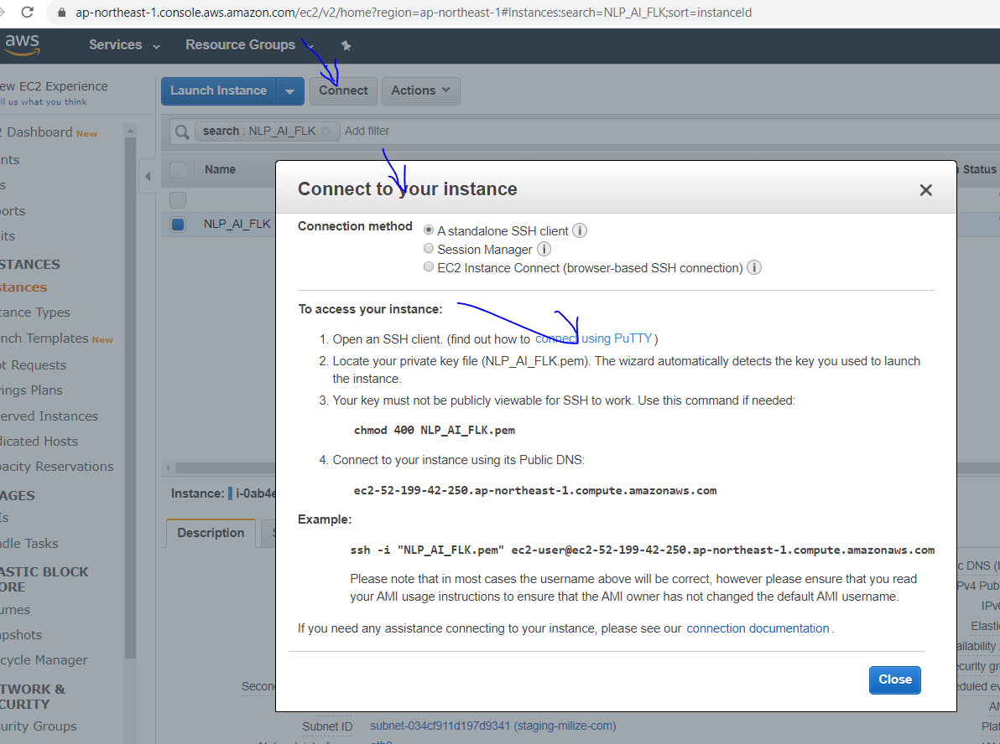 ap-northeast-1.console.aws.amazon.com/ec2/v2/home?region=ap-northeast-1#Instances:search=NLP_AI_FLK;sort=instanceId
aws
Services
Resource Groups
ew EC2 Experience
ll us what you think
Launch Instance
Connect
Actions
2 Dashboard New
nts
s
orts
its
STANCES
stances
tance Types
nch Templates New
ot Requests
vings Plans
erved Instances
dicated Hosts
pacity Reservations
AGES
Is
ndle Tasks
ASTIC BLOCK
ORE
umes
apshots
cycle Manager
TWORK &
CURITY
urity Groups
search : NLP_AI_FLK
Add filter
Name
Status
NLP_AI_FLK
Connect to your instance
Connection method
A standalone SSH client
Session Manager
EC2 Instance Connect (browser-based SSH connection)
To access your instance:
1. Open an SSH client. (find out how to connect using PuTTY)
2. Locate your private key file (NLP_AI_FLK.pem). The wizard automatically detects the key you used to launch
the instance.
3. Your key must not be publicly viewable for SSH to work. Use this command if needed:
chmod 400 NLP_AI_FLK.pem
4. Connect to your instance using its Public DNS:
ec2-52-199-42-250.ap-northeast-1.compute.amazonaws.com
Example:
ssh -i "NLP_AI_FLK.pem" ec2-user@ec2-52-199-42-250.ap-northeast-1.compute.amazonaws.com
Please note that in most cases the username above will be correct, however please ensure that you read
your AMI usage instructions to ensure that the AMI owner has not changed the default AMI username.
If you need any assistance connecting to your instance, please see our connection documentation.
Close
Instance: i-0ab4e
Description
c DNS (I
Pv4 Pub
IPv6
Elastic
ailability
ecurity gr
eduled ev
AM
Plat
Secon
Subnet ID
subnet-034cf911d197d9341 (staging-milize-com)